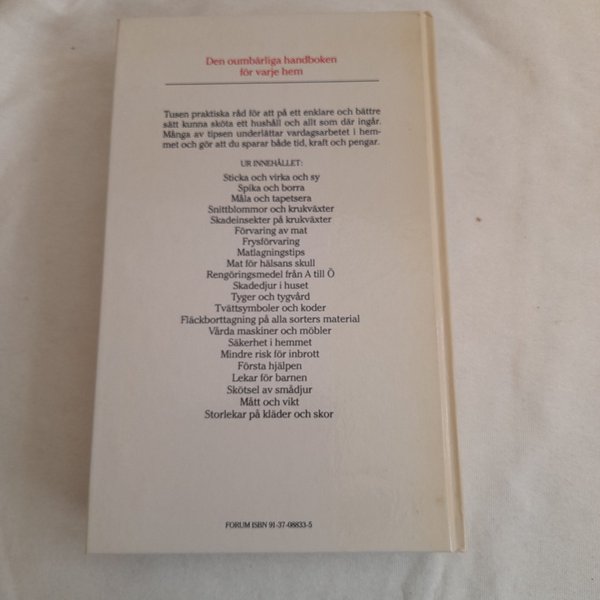 Den oumbärliga handboken
för varje hem
Tusen praktiska råd för att på ett enklare och bättre
sätt kunna sköta ett hushåll och allt som där ingår.
Många av tipsen underlättar vardagsarbetet i hem-
met och gör att du sparar både tid, kraft och pengar.
UR INNEHÅLLET:
Sticka och virka och sy
Spika och borra
Måla och tapetsera
Snittblommor och krukväxter
Skadeinsekter på krukväxter
Förvaring av mat
Frysförvaring
Matlagningstips
Mat för hälsans skull
Rengöringsmedel från A till Ö
Skadedjur i huset
Tyger och tygvård
Tvättsymboler och koder
Fläckborttagning på alla sorters material
Vårda maskiner och möbler
Säkerhet i hemmet
Mindre risk för inbrott
Första hjälpen
Lekar för barnen
Skötsel av smådjur
Mått och vikt
Storlekar på kläder och skor
FORUM ISBN 91-37-08833-5